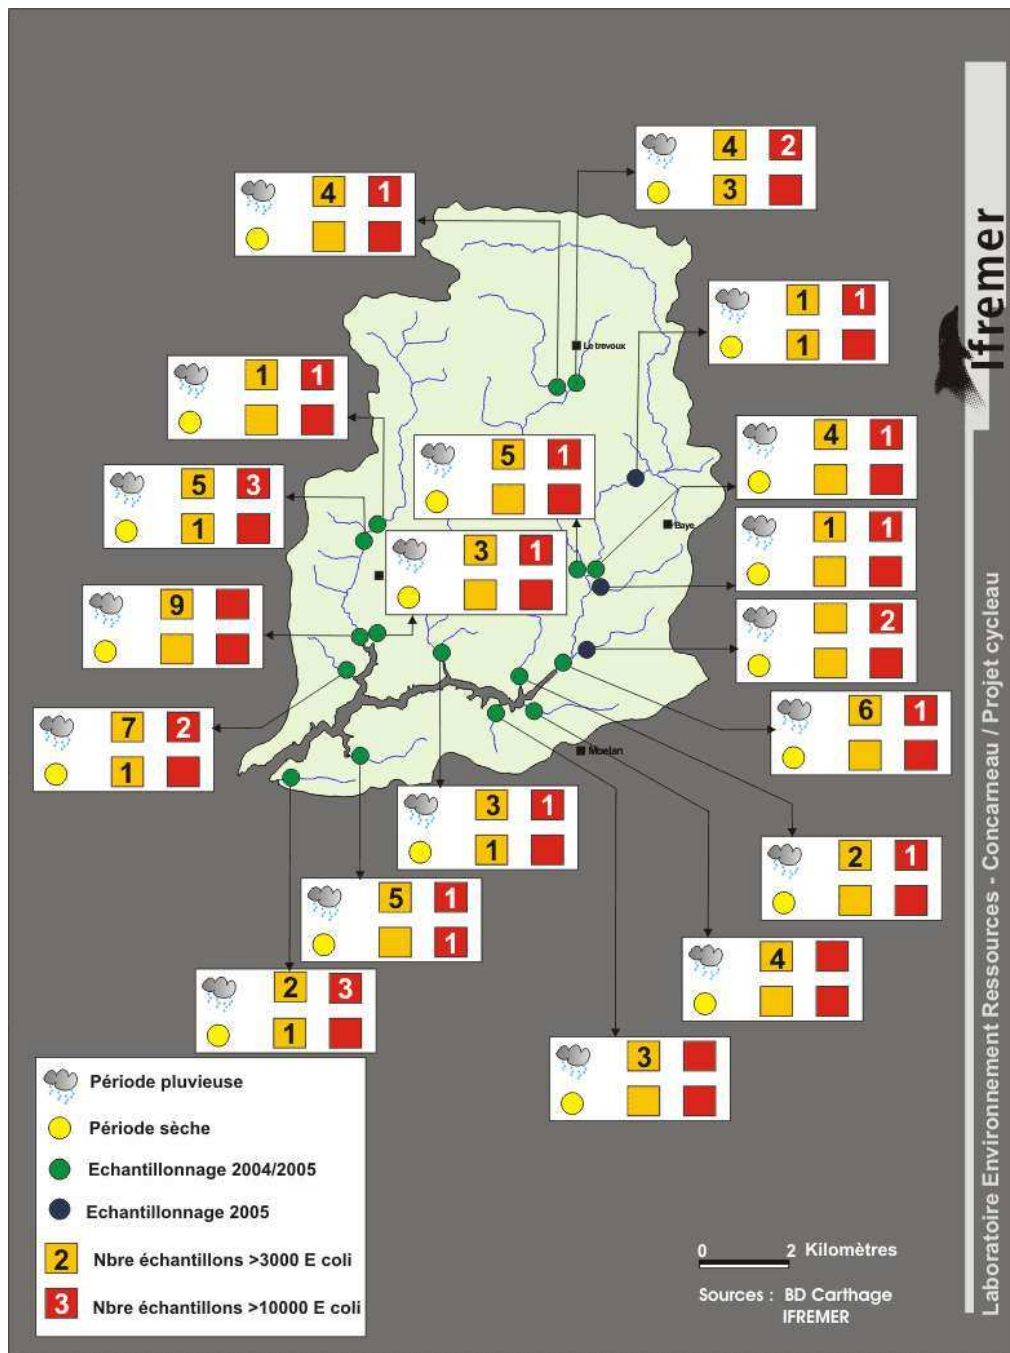 4 2
3
4 1
1 1
1
1 1
4 1
5 1
5 3
1
1 1
3 1
9
2
6 1
7 2
1
3 1
1
2 1
5 1
1
4
2 3
1
3
Le trevoux
Baye
Moelan
Période pluvieuse
Période sèche
Echantillonnage 2004/2005
Echantillonnage 2005
2 Nbre échantillons >3000 E coli
3 Nbre échantillons >10000 E coli
0 2 Kilomètres
Sources : BD Carthage
IFREMER
Ifremer
Laboratoire Environnement Ressources - Concarneau / Projet cycleau